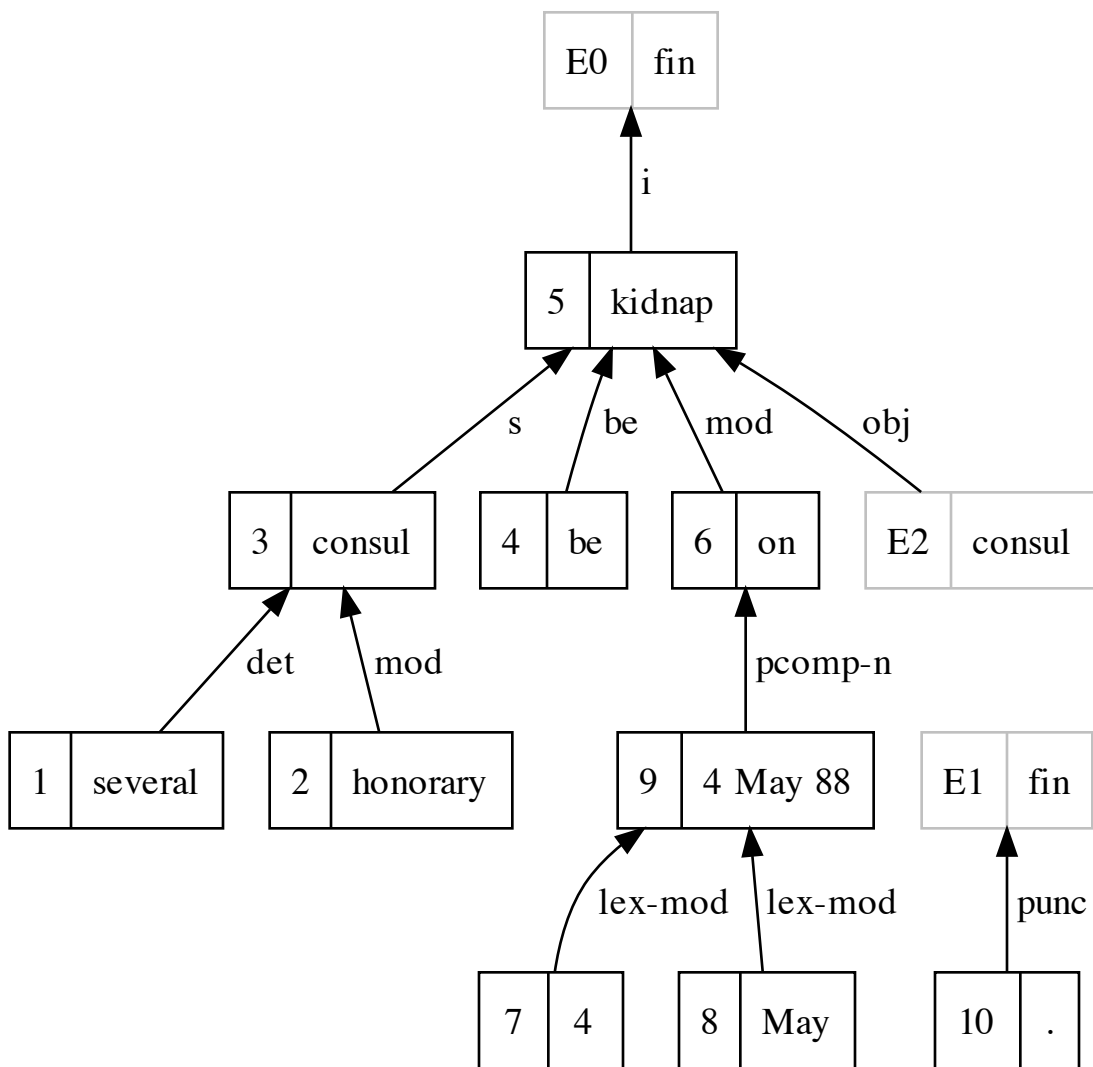 E0 fin
i
5 kidnap
s be mod obj
3 consul 4 be 6 on E2 consul
det mod pcomp-n
1 several 2 honorary 9 4 May 88 E1 fin
lex-mod lex-mod punc
7 4 8 May 10 .